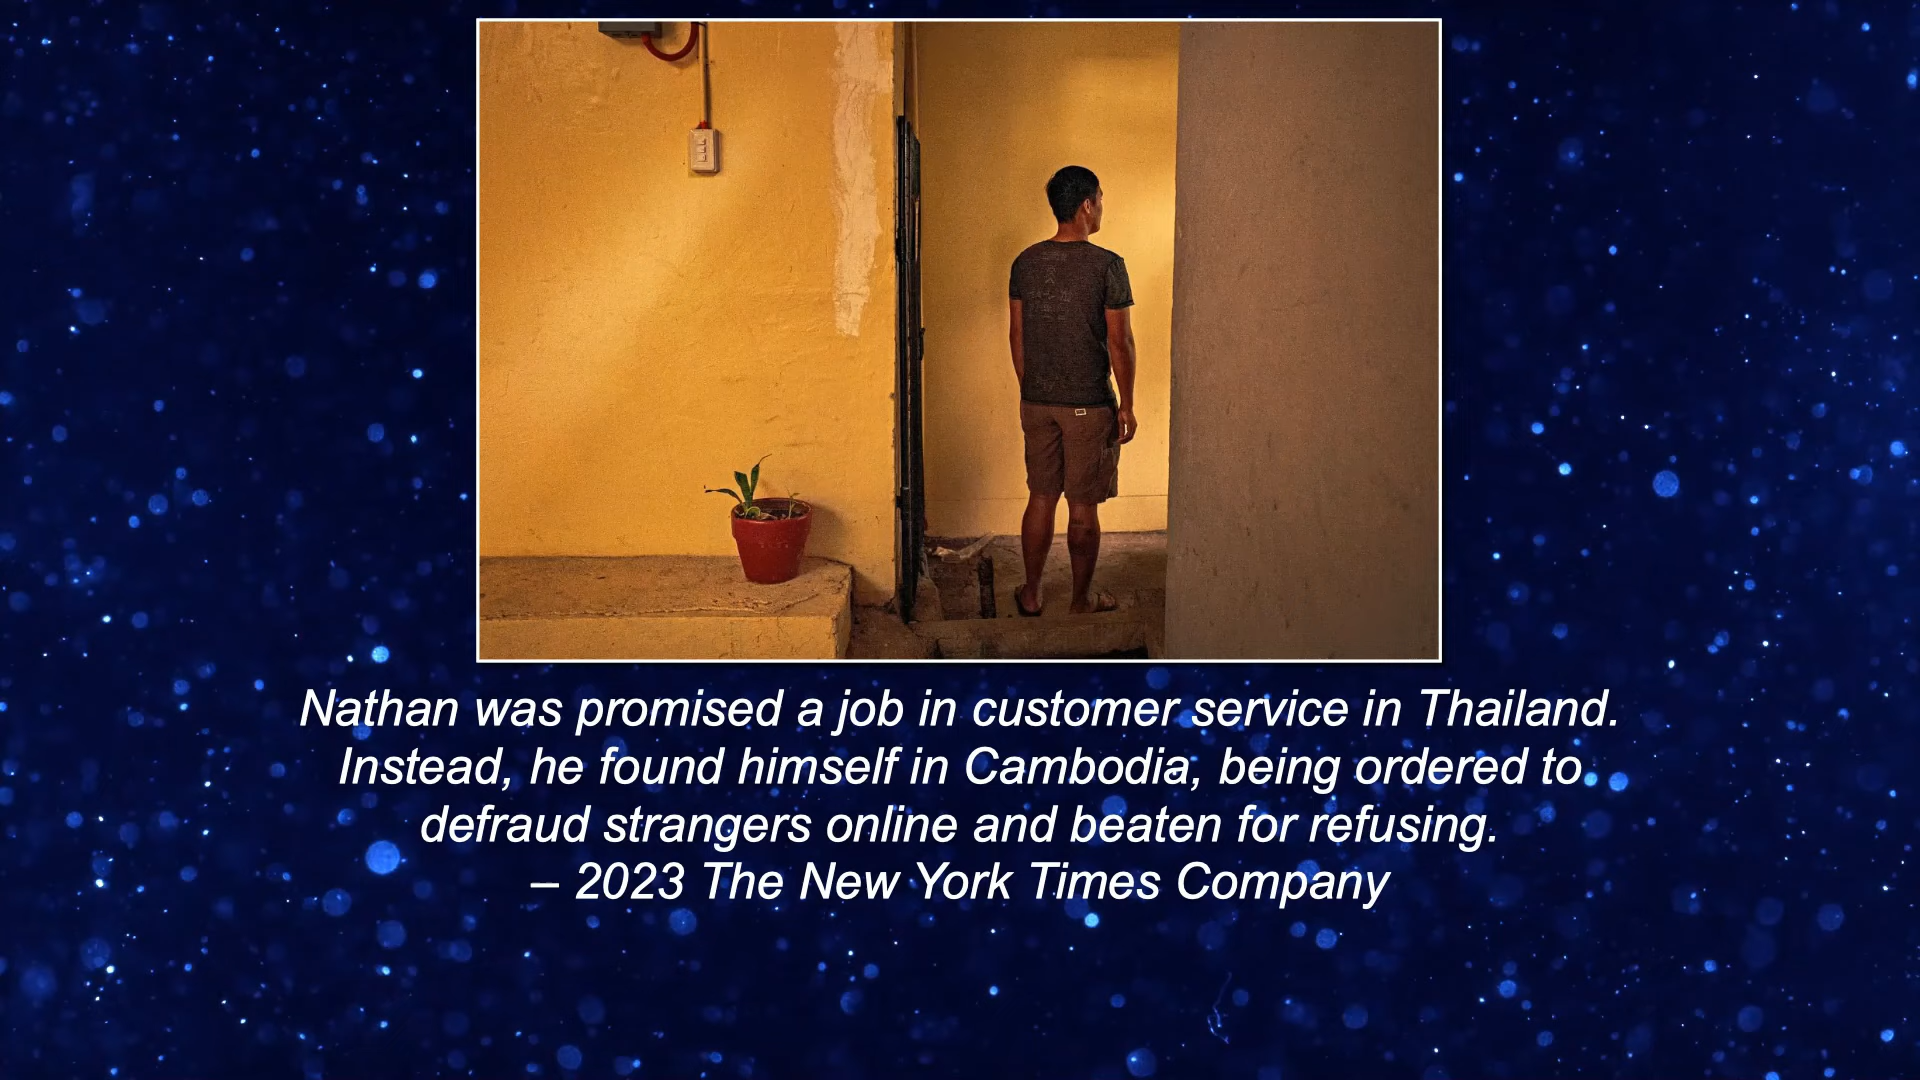 Nathan was promised a job in customer service in Thailand.
Instead, he found himself in Cambodia, being ordered to
defraud strangers online and beaten for refusing.
– 2023 The New York Times Company